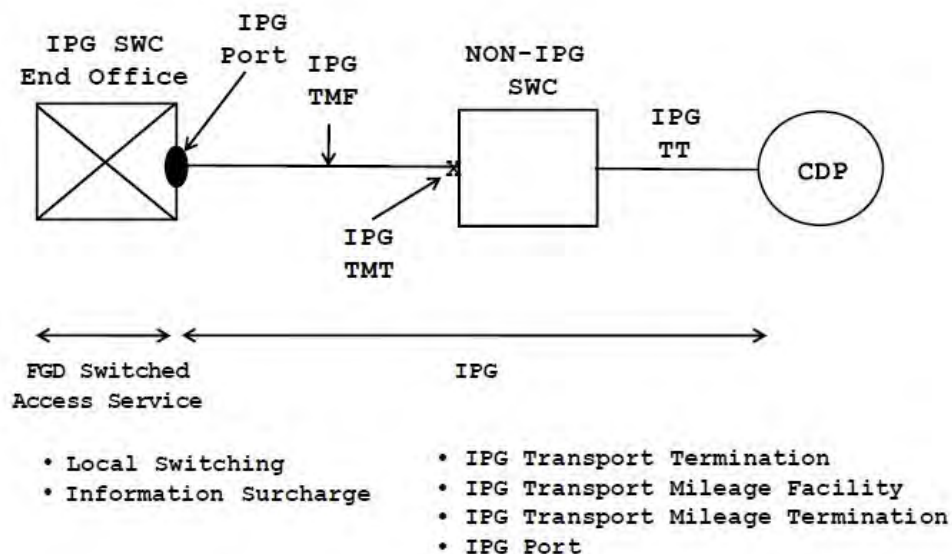 IPG SWC
End Office
IPG
Port
IPG
TMF
NON-IPG
SWC
IPG
TT
CDP
X
IPG
TMT
FGD Switched
Access Service
IPG
• Local Switching
• Information Surcharge
• IPG Transport Termination
• IPG Transport Mileage Facility
• IPG Transport Mileage Termination
• IPG Port